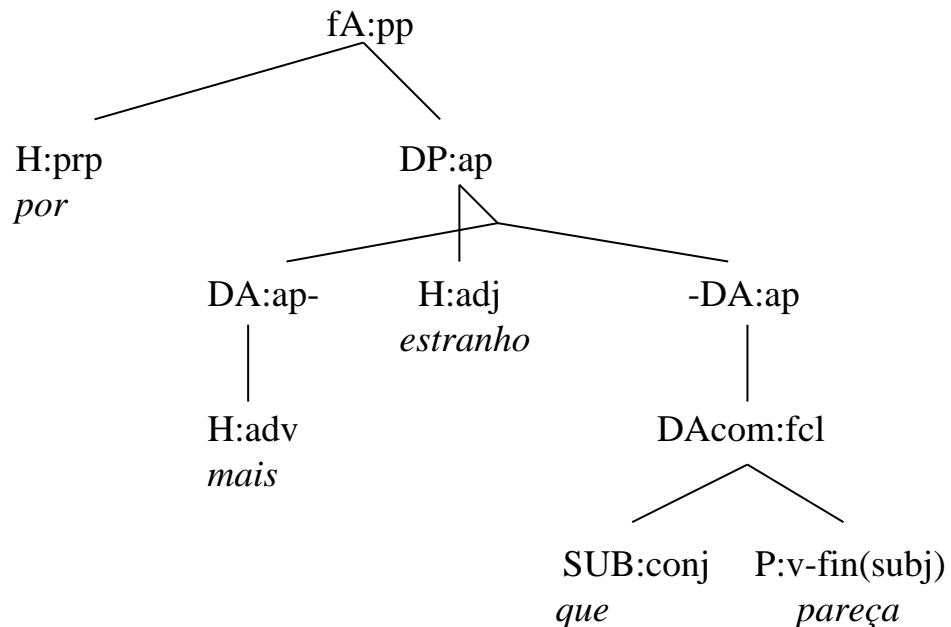 fA:pp
H:prp DP:ap
por
DA:ap- H:adj -DA:ap
estranho
H:adv DAcom:fcl
mais
SUB:conj P:v-fin(subj)
que pareça